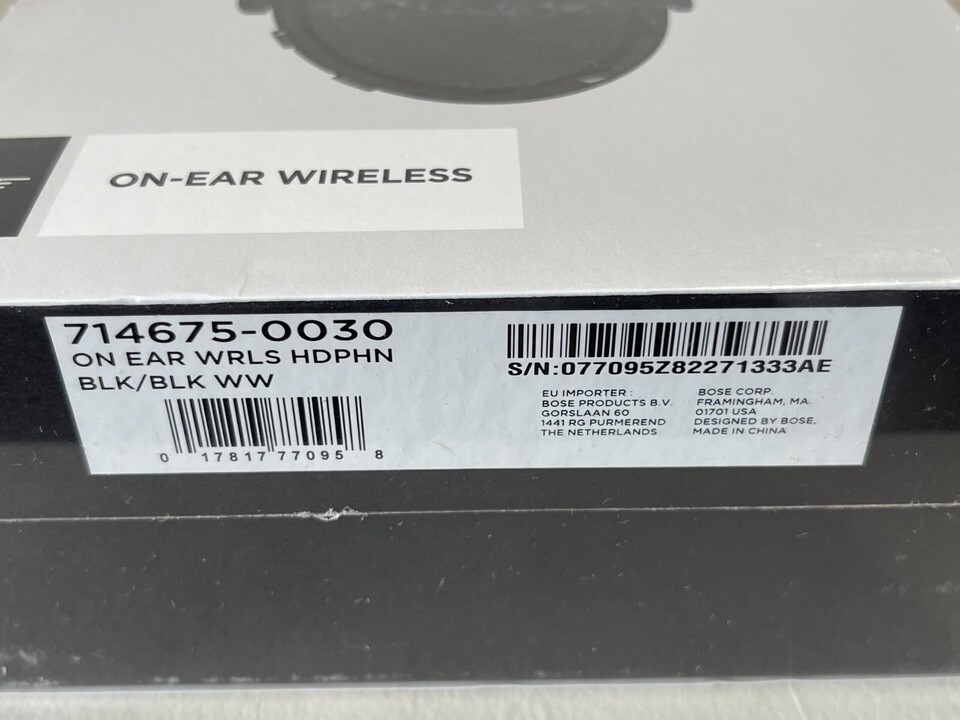 ON-EAR WIRELESS
714675-0030
ON EAR WRLS HDPHN
BLK/BLK WW
0 17817 77095 8
S/N:077095Z82271333AE
EU IMPORTER :
BOSE PRODUCTS B.V.
GORSLAAN 60
1441 RG PURMEREND
THE NETHERLANDS
BOSE CORP.
FRAMINGHAM, MA
01701 USA
DESIGNED BY BOSE,
MADE IN CHINA